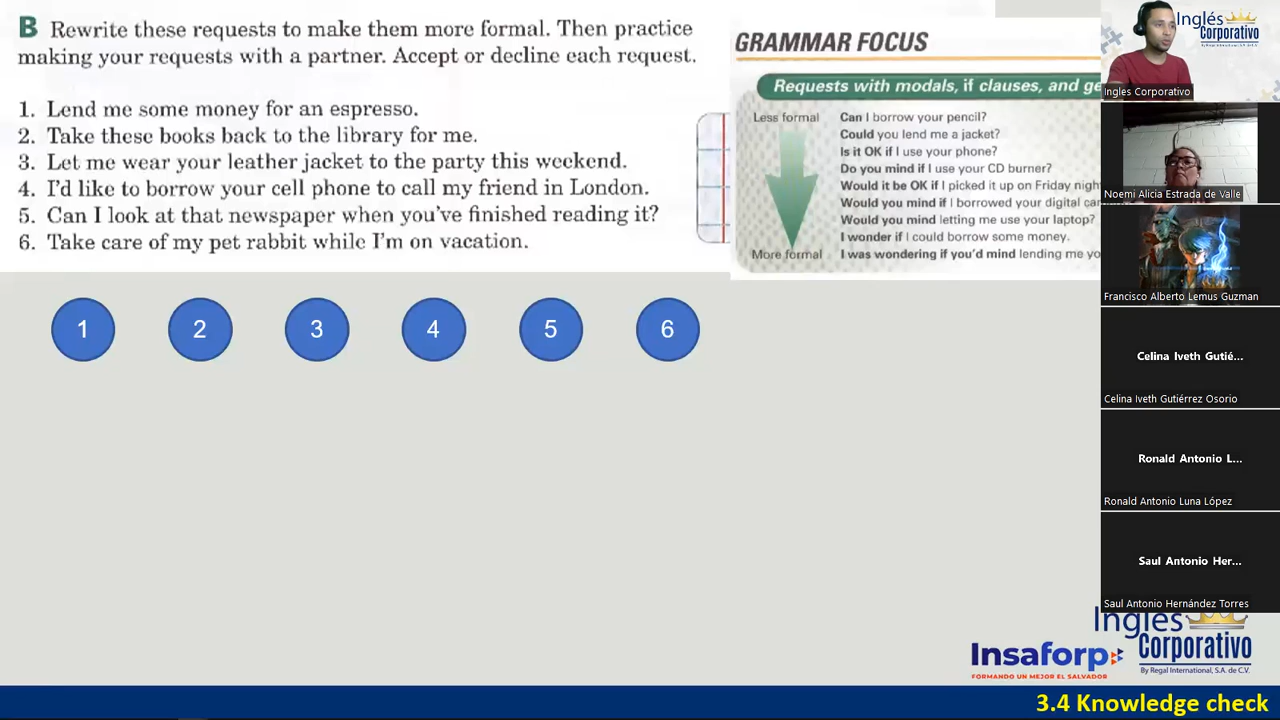 B Rewrite these requests to make them more formal. Then practice
making your requests with a partner. Accept or decline each request.
1. Lend me some money for an espresso.
2. Take these books back to the library for me.
3. Let me wear your leather jacket to the party this weekend.
4. I'd like to borrow your cell phone to call my friend in London.
5. Can I look at that newspaper when you've finished reading it?
6. Take care of my pet rabbit while I'm on vacation.
GRAMMAR FOCUS
Requests with modals, if clauses, and ge
Less formal
Can I borrow your pencil?
Could you lend me a jacket?
Is it OK if I use your phone?
Do you mind if I use your CD burner?
Would it be OK if I picked it up on Friday nigh
Would you mind if I borrowed your digital ca
Would you mind letting me use your laptop?
I wonder if I could borrow some money.
More formal
I was wondering if you'd mind lending me yo
1 2 3 4 5 6
Inglés
Corporativo
By Regal International, S.A. de C.V.
Ingles Corporativo
Noemi Alicia Estrada de Valle
Francisco Alberto Lemus Guzman
Celina Iveth Gutié...
Celina Iveth Gutiérrez Osorio
Ronald Antonio L...
Ronald Antonio Luna López
Saul Antonio Her...
Saul Antonio Hernández Torres
Insaforp
FORMANDO UN MEJOR EL SALVADOR
Inglés
Corporativo
By Regal International, S.A. de C.V.
3.4 Knowledge check